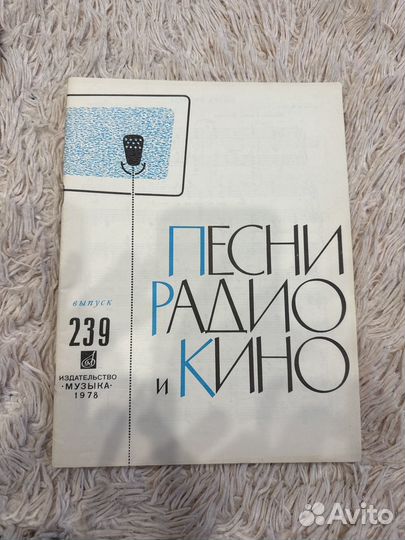 ПЕСНИ
РАДИО
и КИНО
выпуск
239
ИЗДАТЕЛЬСТВО
·МУЗЫКА·
1978
Avito